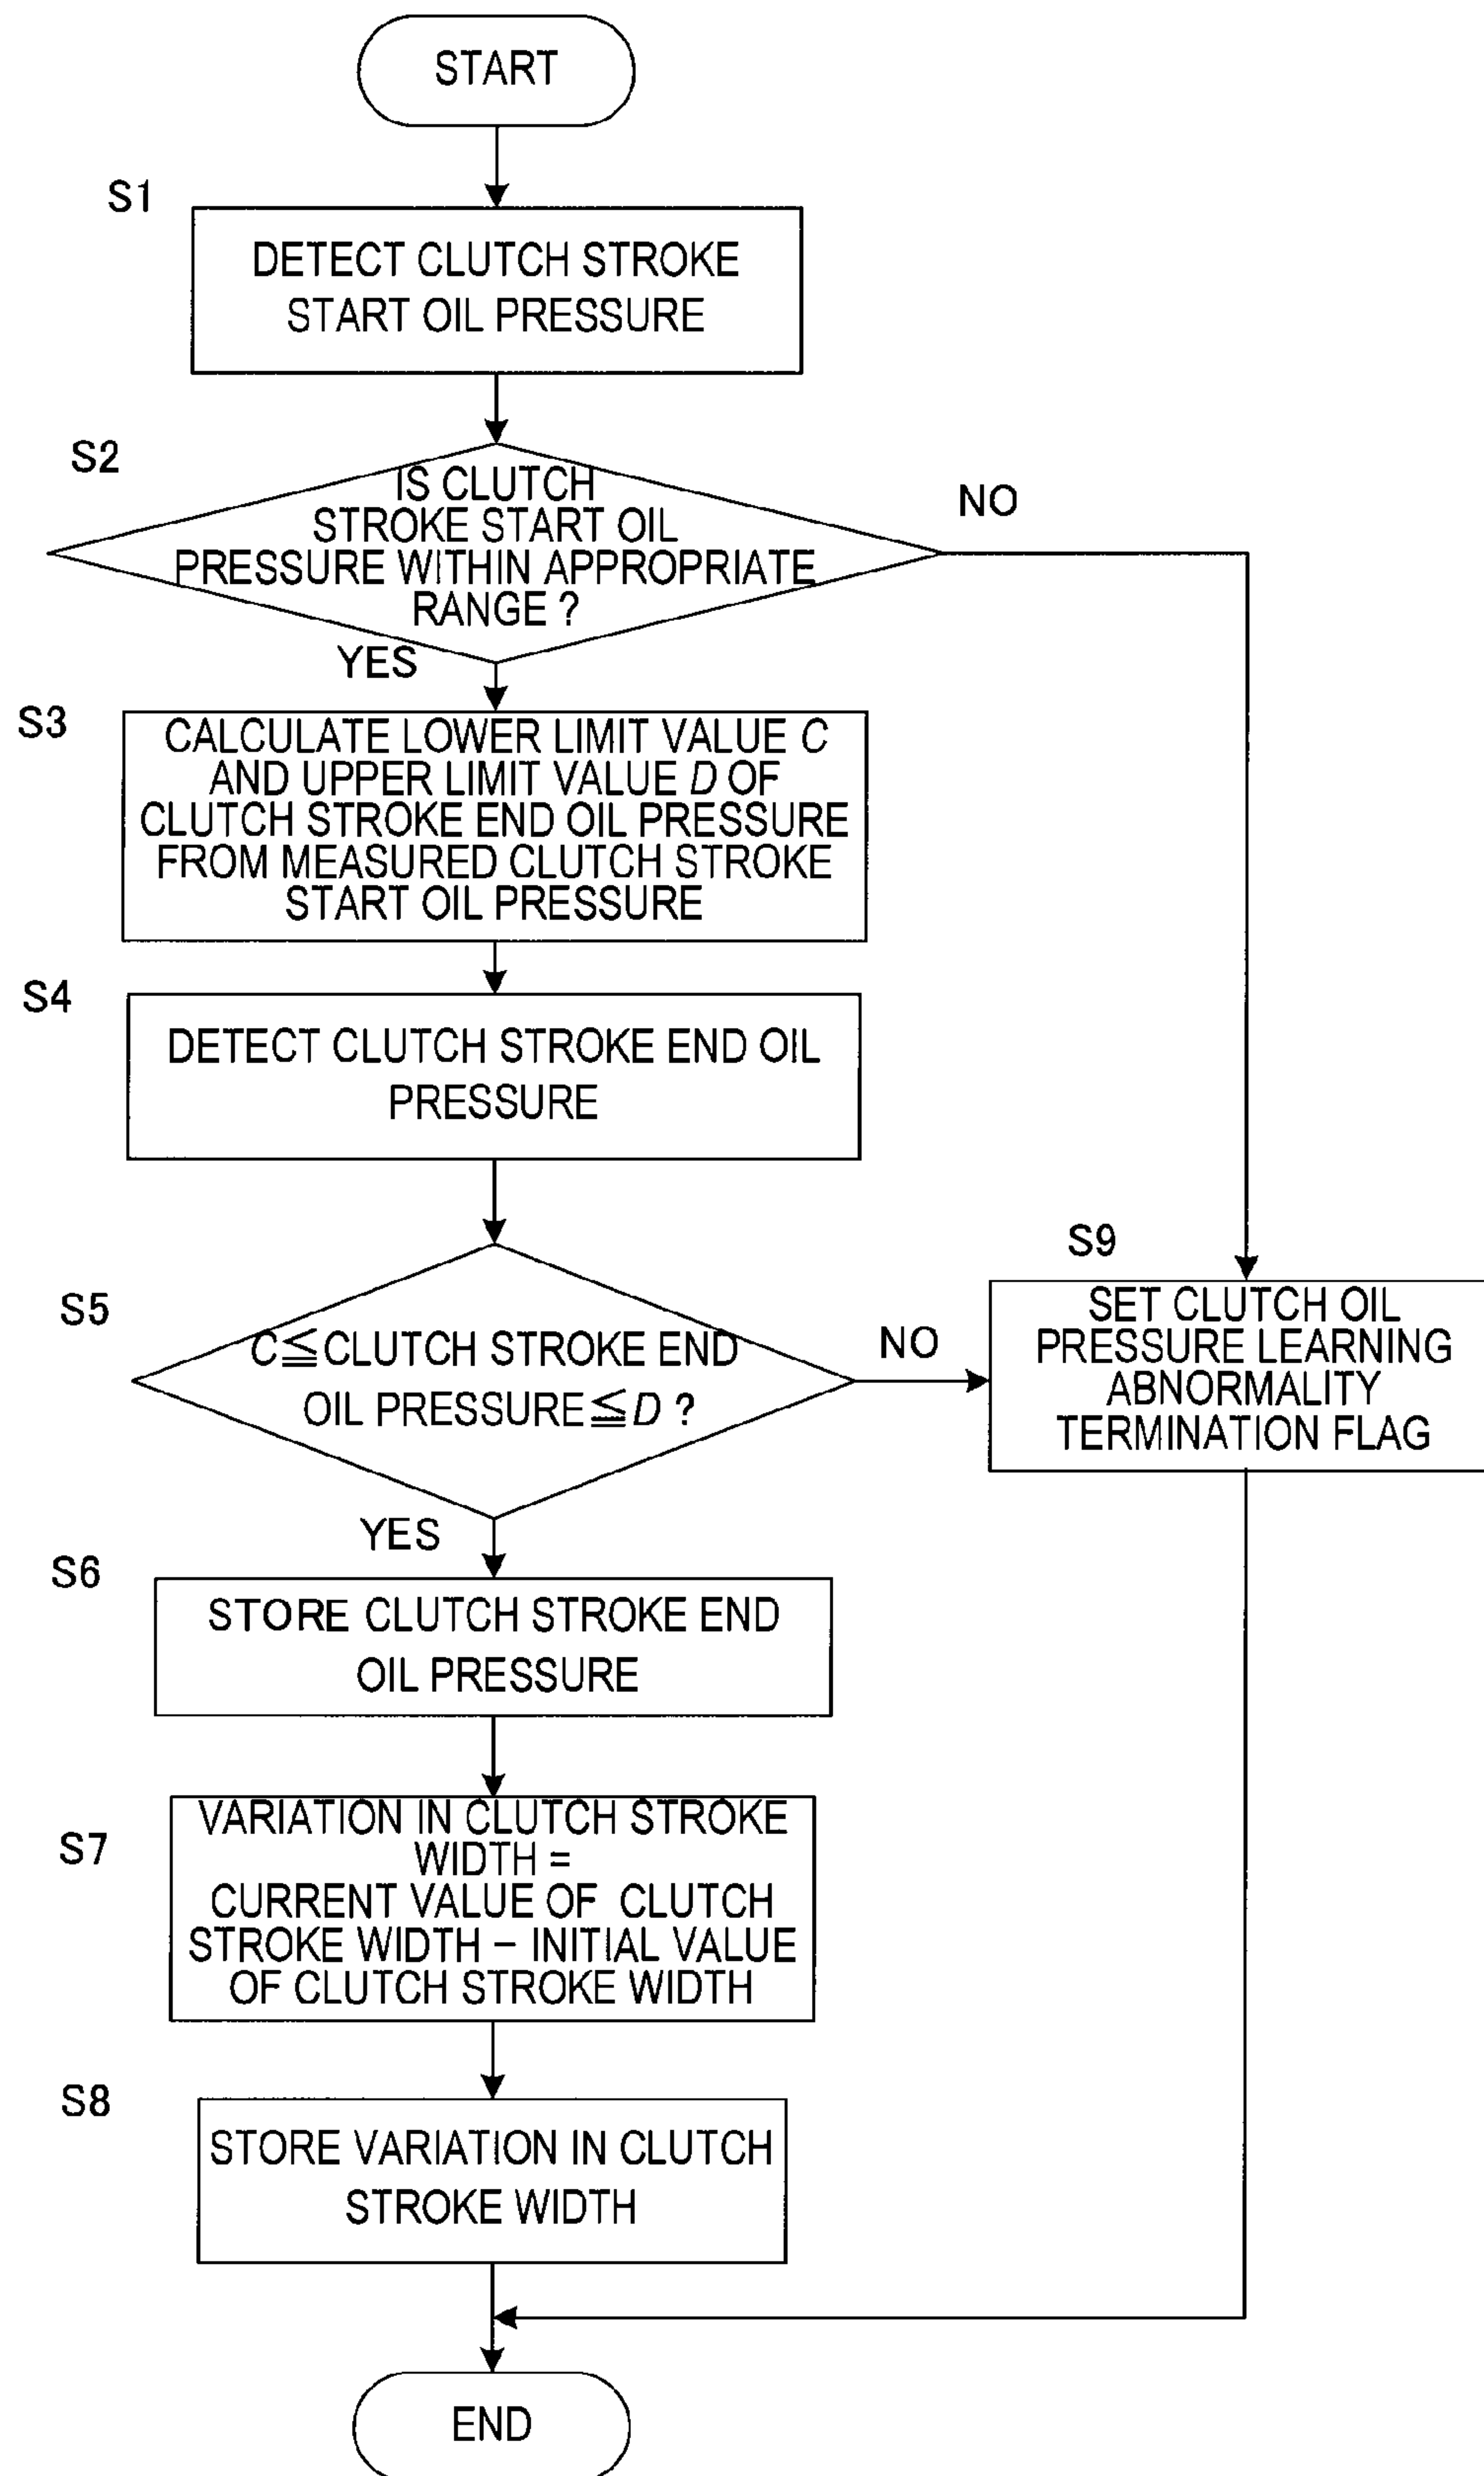 START
S1
DETECT CLUTCH STROKE
START OIL PRESSURE
S2
IS CLUTCH
STROKE START OIL
PRESSURE WITHIN APPROPRIATE
RANGE ?
NO
YES
S3
CALCULATE LOWER LIMIT VALUE C
AND UPPER LIMIT VALUE D OF
CLUTCH STROKE END OIL PRESSURE
FROM MEASURED CLUTCH STROKE
START OIL PRESSURE
S4
DETECT CLUTCH STROKE END OIL
PRESSURE
S5
C≦CLUTCH STROKE END
OIL PRESSURE≦D ?
NO
YES
S9
SET CLUTCH OIL
PRESSURE LEARNING
ABNORMALITY
TERMINATION FLAG
S6
STORE CLUTCH STROKE END
OIL PRESSURE
S7
VARIATION IN CLUTCH STROKE
WIDTH =
CURRENT VALUE OF CLUTCH
STROKE WIDTH − INITIAL VALUE
OF CLUTCH STROKE WIDTH
S8
STORE VARIATION IN CLUTCH
STROKE WIDTH
END